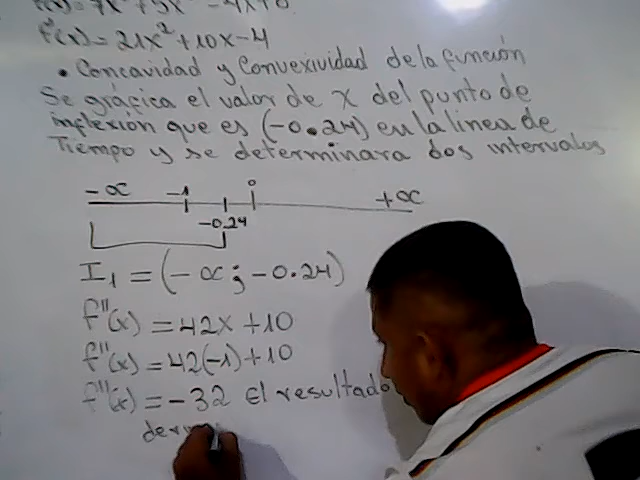 f'(x) = 21x² + 10x - 4
• Concavidad y Convexividad de la función
Se gráfica el valor de X del punto de
inflexión que es (-0.24) en la linea de
Tiempo y se determinara dos intervalos
-∝ -1 0 +∝
-0.24
I₁ = (-∝ ; -0.24)
f''(x) = 42x + 10
f''(x) = 42(-1) + 10
f''(x) = -32 El resultado